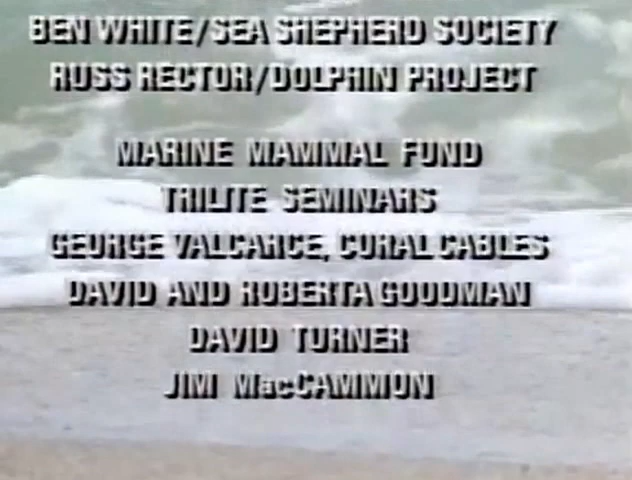 BEN WHITE/SEA SHEPHERD SOCIETY
RUSS RECTOR/DOLPHIN PROJECT
MARINE MAMMAL FUND
TRILITE SEMINARS
GEORGE VALCARCE, CORAL GABLES
DAVID AND ROBERTA GOODMAN
DAVID TURNER
JIM MacCAMMON